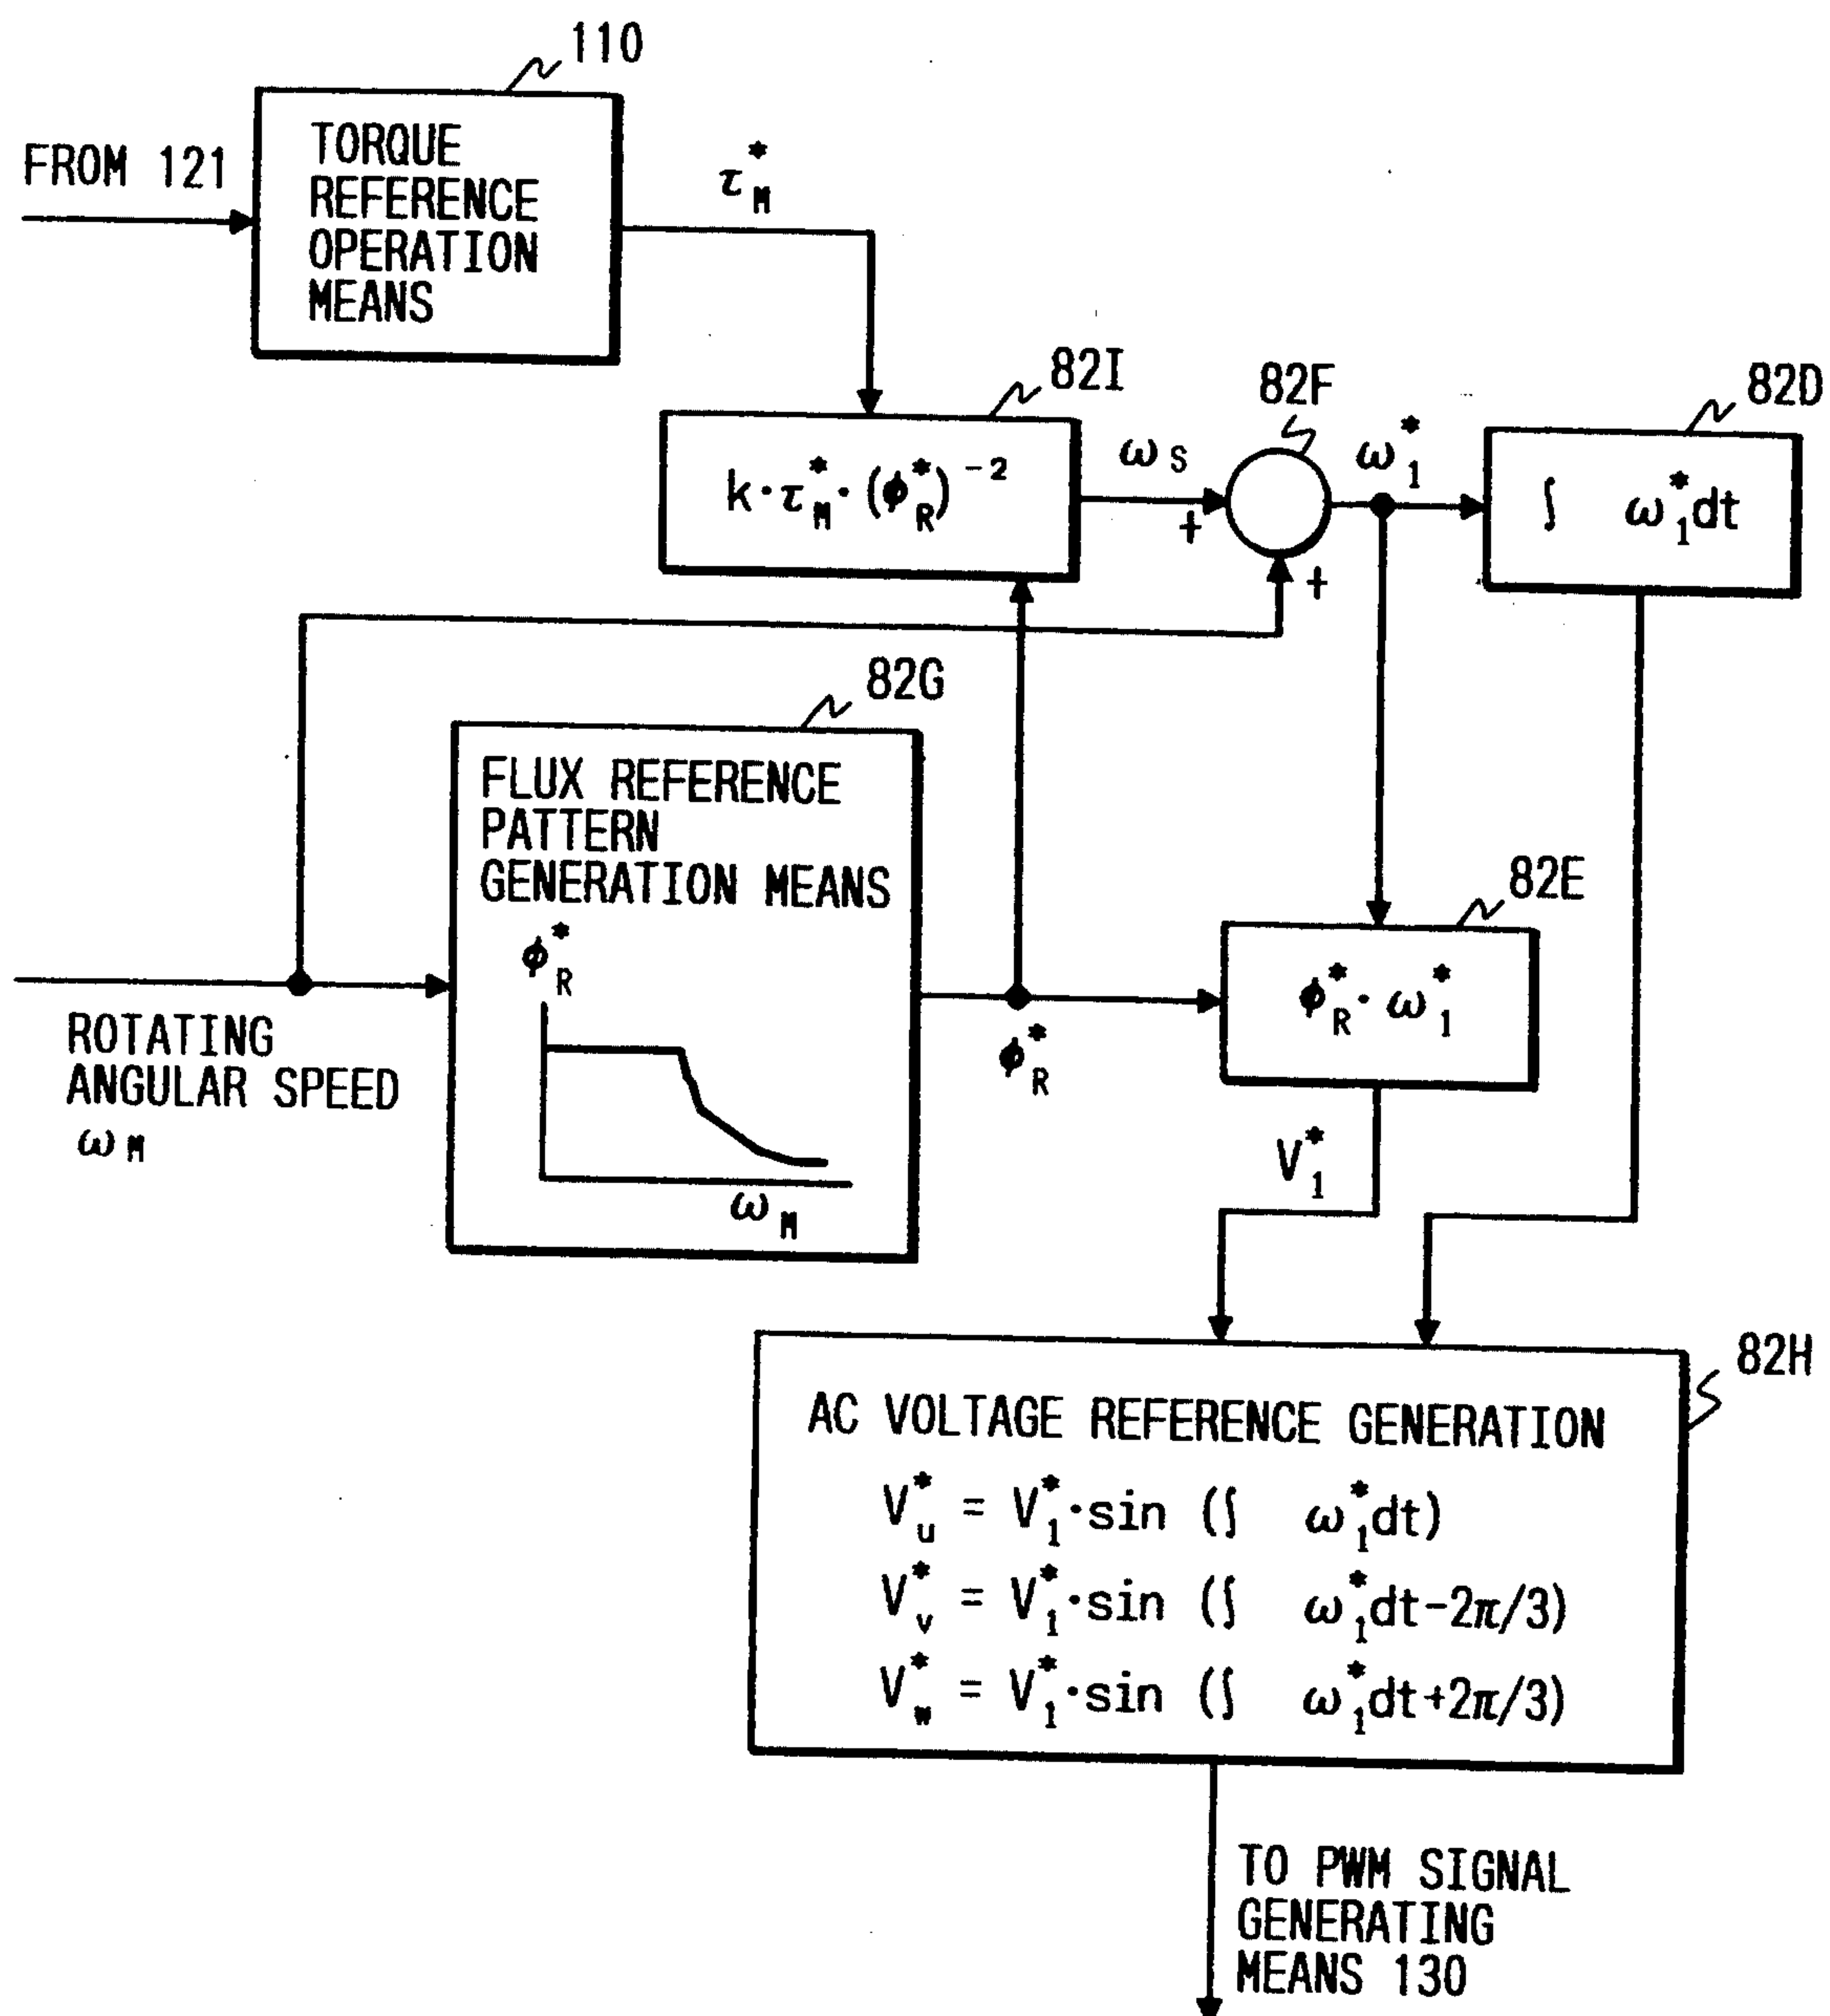 110
FROM 121
TORQUE
REFERENCE
OPERATION
MEANS
τ*M
82I
82F
82D
k·τ*M·(φ*R)⁻²
ωS
+
+
ω*1
∫ ω*1dt
82G
FLUX REFERENCE
PATTERN
GENERATION MEANS
φ*R
ωM
ROTATING
ANGULAR SPEED
ωM
φ*R
82E
φ*R·ω*1
V*1
82H
AC VOLTAGE REFERENCE GENERATION
V*u = V*1·sin (∫ ω*1dt)
V*v = V*1·sin (∫ ω*1dt-2π/3)
V*w = V*1·sin (∫ ω*1dt+2π/3)
TO PWM SIGNAL
GENERATING
MEANS 130